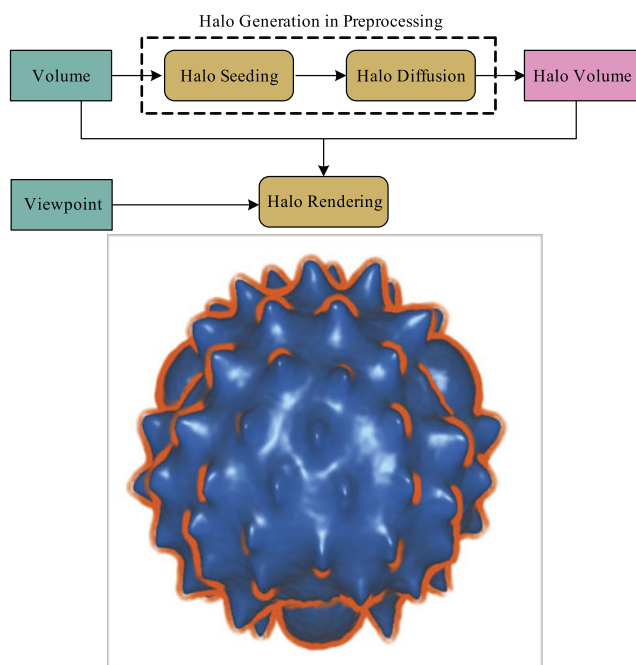 Halo Generation in Preprocessing
Volume
Halo Seeding
Halo Diffusion
Halo Volume
Viewpoint
Halo Rendering